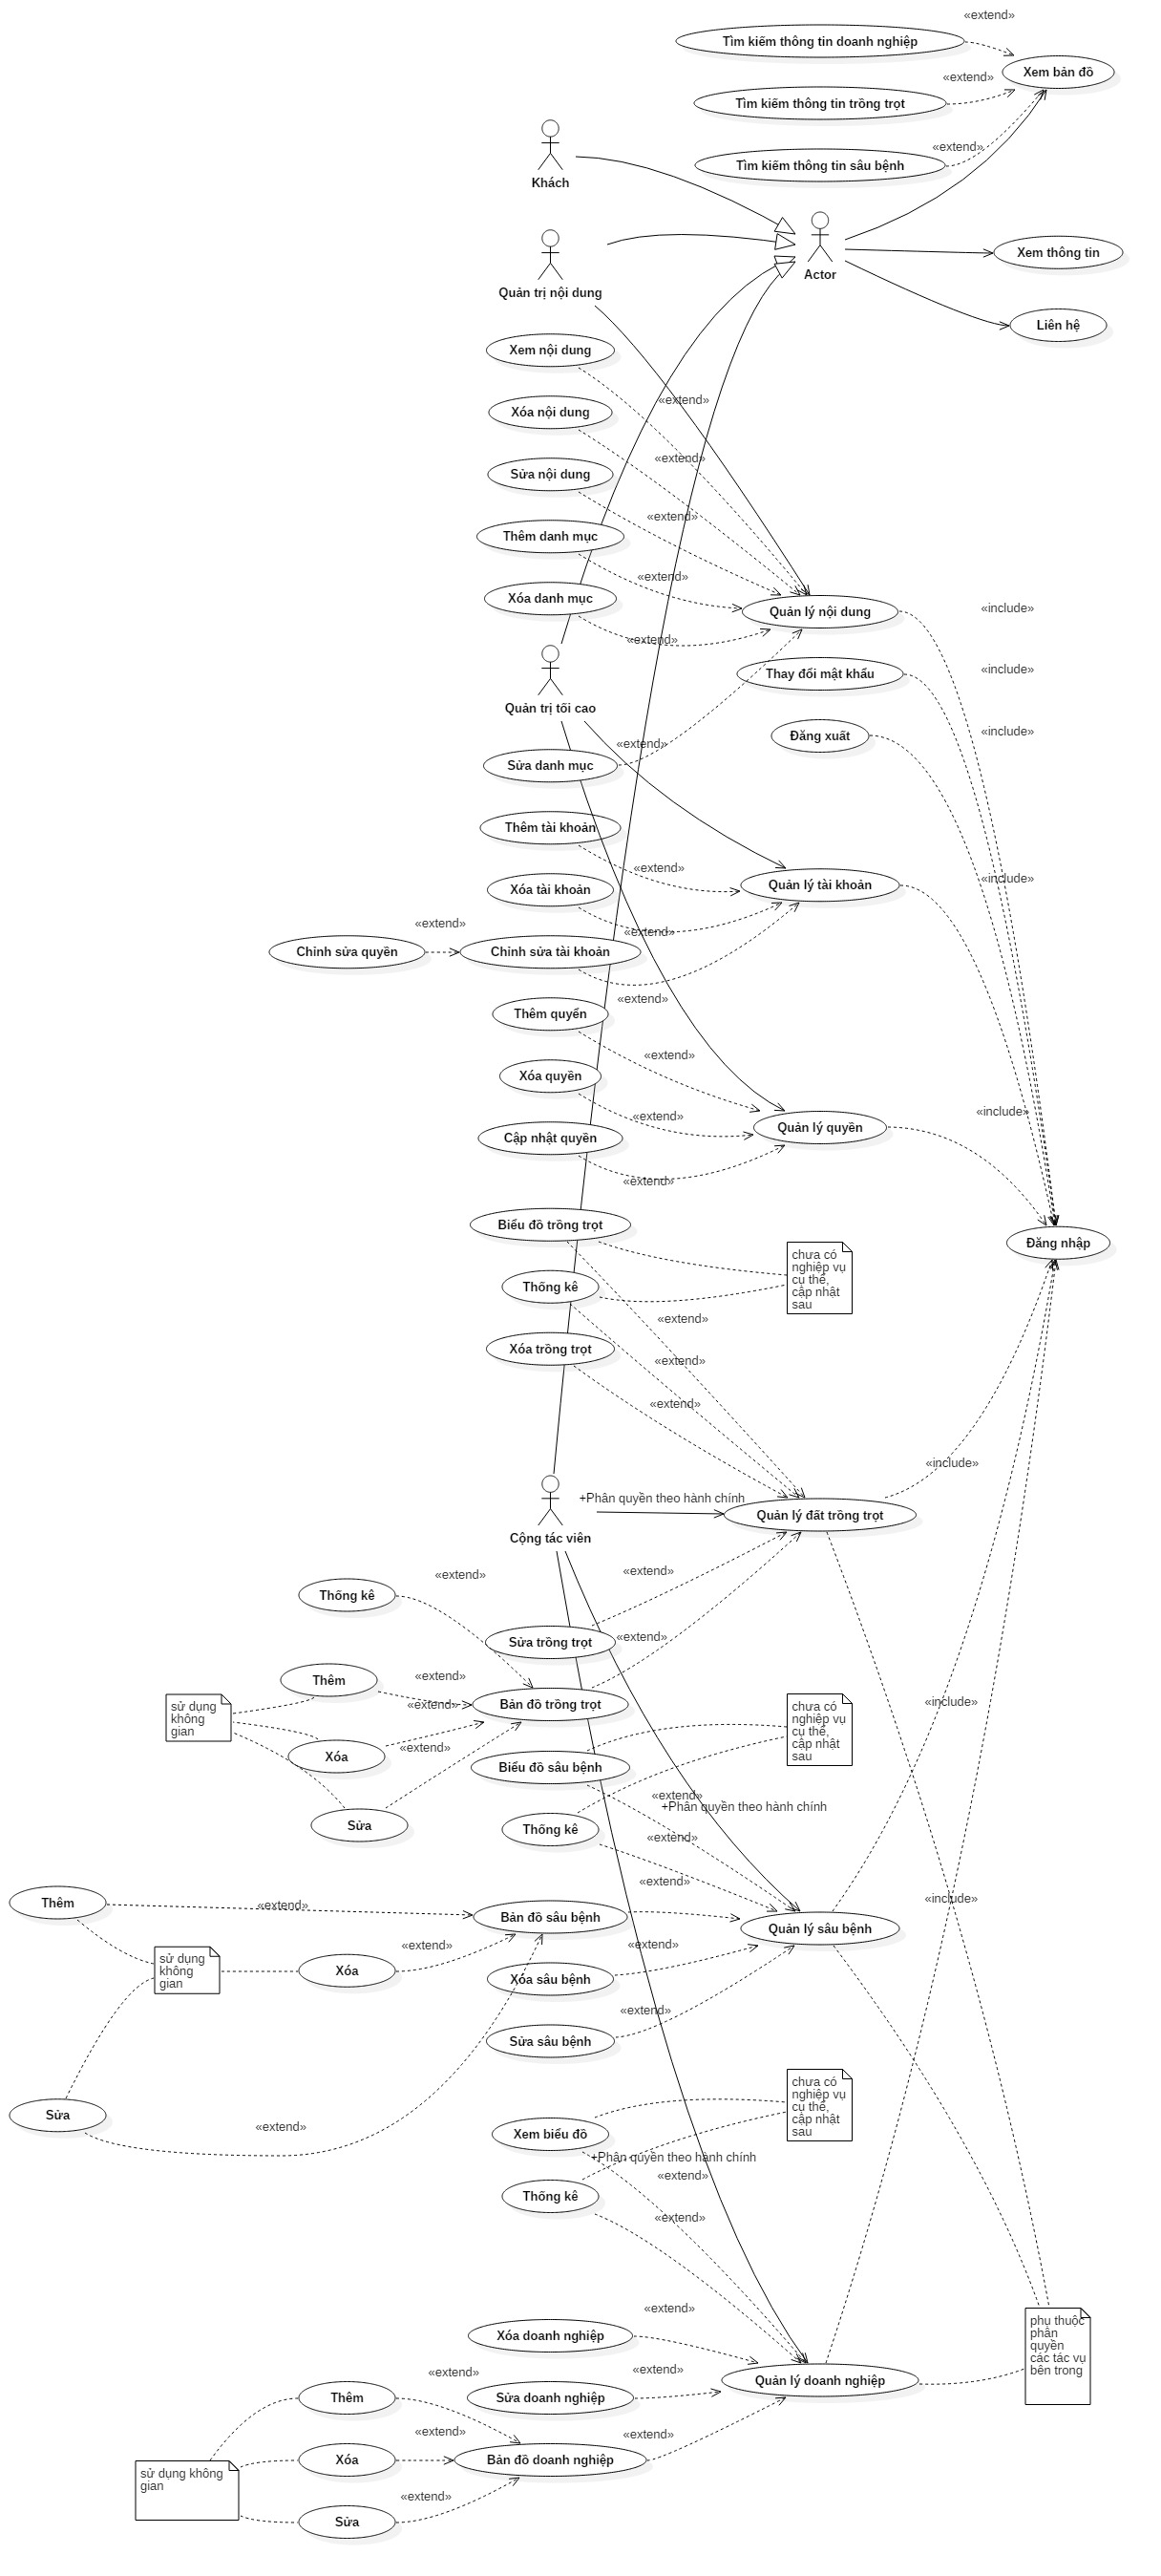 «extend»
Tìm kiếm thông tin doanh nghiệp
Xem bản đồ
«extend»
Tìm kiếm thông tin trồng trọt
«extend»
Tìm kiếm thông tin sâu bệnh
Khách
Actor
Xem thông tin
Quản trị nội dung
Liên hệ
Xem nội dung
«extend»
Xóa nội dung
«extend»
Sửa nội dung
«extend»
Thêm danh mục
«extend»
Xóa danh mục
Quản lý nội dung
«include»
«extend»
Thay đổi mật khẩu
«include»
Quản trị tối cao
Đăng xuất
«include»
«extend»
Sửa danh mục
Thêm tài khoản
«extend»
Quản lý tài khoản
«include»
Xóa tài khoản
«extend»
«extend»
Chỉnh sửa quyền
Chỉnh sửa tài khoản
«extend»
Thêm quyển
«extend»
Xóa quyền
«extend»
Quản lý quyền
«include»
Cập nhật quyền
«extend»
Biểu đồ trồng trọt
Đăng nhập
chưa có
nghiệp vụ
cụ thể,
cập nhật
sau
Thống kê
«extend»
Xóa trồng trọt
«extend»
«extend»
«include»
+Phân quyền theo hành chính
Quản lý đất trồng trọt
Cộng tác viên
«extend»
«extend»
Thống kê
«extend»
Sửa trồng trọt
«extend»
Thêm
«extend»
Bản đồ trồng trọt
«include»
sử dụng
không
gian
chưa có
nghiệp vụ
cụ thể,
cập nhật
sau
«extend»
Xóa
Biểu đồ sâu bệnh
«extend»
+Phân quyền theo hành chính
Sửa
Thống kê
«extend»
«extend»
«include»
Thêm
«extend»
Bản đồ sâu bệnh
Quản lý sâu bệnh
«extend»
«extend»
sử dụng
không
gian
Xóa
Xóa sâu bệnh
«extend»
Sửa sâu bệnh
chưa có
nghiệp vụ
cụ thể,
cập nhật
sau
Sửa
«extend»
Xem biểu đồ
+Phân quyền theo hành chính
«extend»
Thống kê
«extend»
«extend»
Xóa doanh nghiệp
phụ thuộc
phân
quyền
các tác vụ
bên trong
«extend»
«extend»
Quản lý doanh nghiệp
Thêm
Sửa doanh nghiệp
«extend»
«extend»
Xóa
Bản đồ doanh nghiệp
sử dụng không
gian
«extend»
Sửa